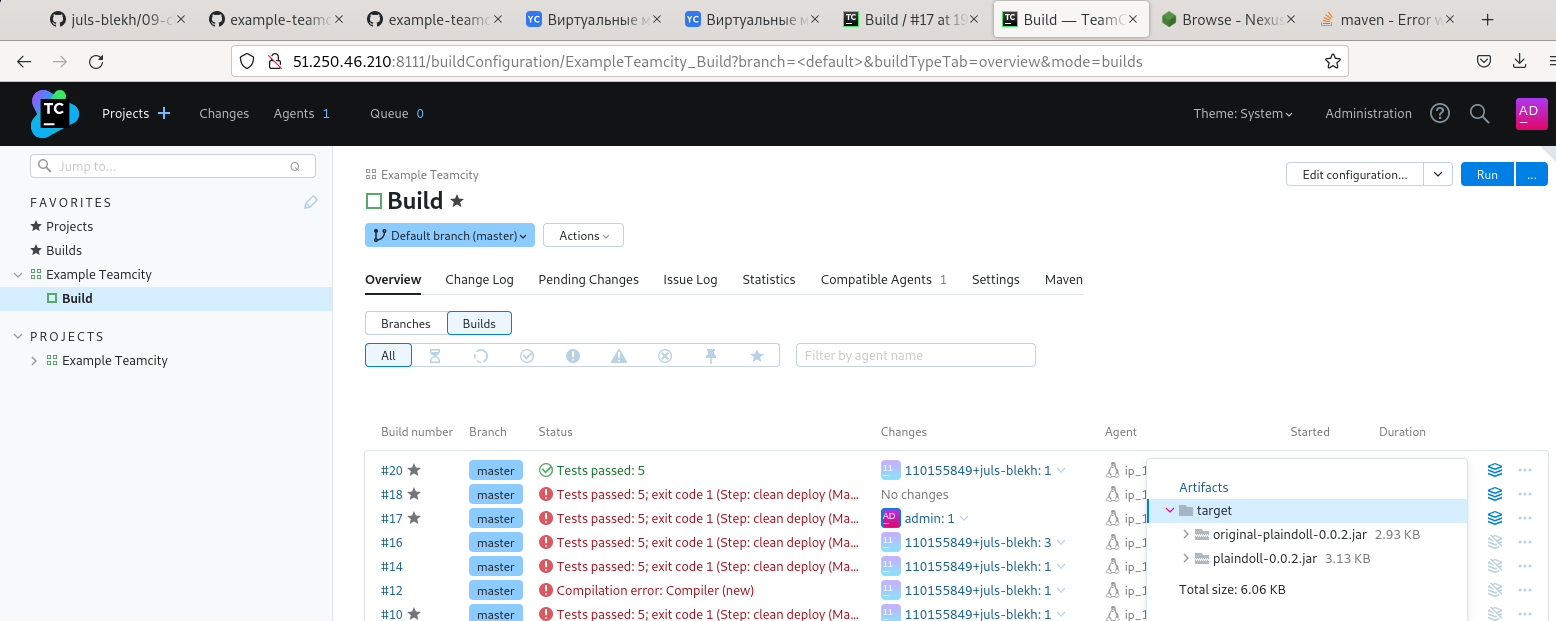 juls-blekh/09-c
example-teamc
example-teamc
YC Виртуальные м
YC Виртуальные м
TC Build / #17 at 19
TC Build — TeamC
Browse - Nexus
maven - Error w
51.250.46.210:8111/buildConfiguration/ExampleTeamcity_Build?branch=<default>&buildTypeTab=overview&mode=builds
TC Projects Changes Agents 1 Queue 0 Theme: System Administration AD
Jump to... Q
FAVORITES
Projects
Builds
Example Teamcity
Build
PROJECTS
Example Teamcity
Example Teamcity
Build
Edit configuration... Run ...
Default branch (master) Actions
Overview Change Log Pending Changes Issue Log Statistics Compatible Agents 1 Settings Maven
Branches Builds
All Filter by agent name
Build number Branch Status Changes Agent Started Duration
#20 master Tests passed: 5 11 110155849+juls-blekh: 1 ip_1
#18 master Tests passed: 5; exit code 1 (Step: clean deploy (Ma... No changes ip_1
#17 master Tests passed: 5; exit code 1 (Step: clean deploy (Ma... AD admin: 1 ip_1
#16 master Tests passed: 5; exit code 1 (Step: clean deploy (Ma... 11 110155849+juls-blekh: 3 ip_1
#14 master Tests passed: 5; exit code 1 (Step: clean deploy (Ma... 11 110155849+juls-blekh: 1 ip_1
#12 master Compilation error: Compiler (new) 11 110155849+juls-blekh: 1 ip_1
#10 master Tests passed: 5; exit code 1 (Step: clean deploy (Ma... 11 110155849+juls-blekh: 1 ip_1
Artifacts
target
original-plaindoll-0.0.2.jar 2.93 KB
plaindoll-0.0.2.jar 3.13 KB
Total size: 6.06 KB